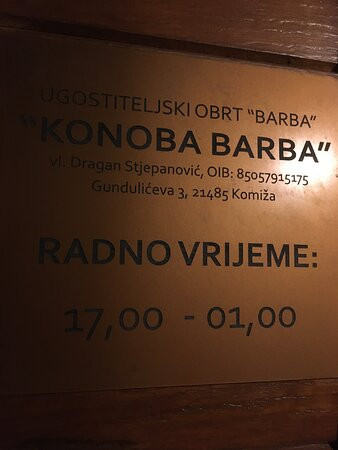 UGOSTITELJSKI OBRT "BARBA"
"KONOBA BARBA"
vl. Dragan Stjepanović, OIB: 85057915175
Gundulićeva 3, 21485 Komiža
RADNO VRIJEME:
17,00 - 01,00